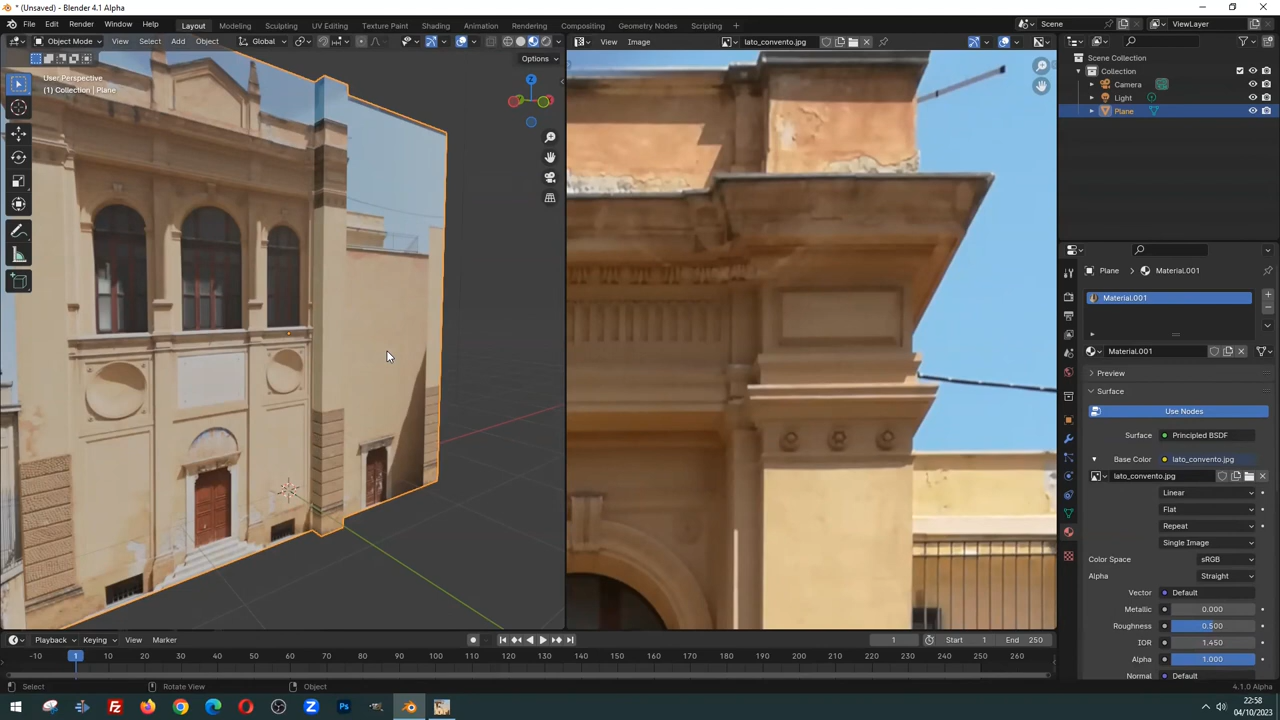 * (Unsaved) - Blender 4.1 Alpha
File Edit Render Window Help Layout Modeling Sculpting UV Editing Texture Paint Shading Animation Rendering Compositing Geometry Nodes Scripting Scene ViewLayer
Object Mode View Select Add Object Global View Image lato_convento.jpg
Options
User Perspective
(1) Collection | Plane
Z
Scene Collection
Collection
Camera
Light
Plane
Plane Material.001
Material.001
Material.001
Preview
Surface
Use Nodes
Surface Principled BSDF
Base Color lato_convento.jpg
lato_convento.jpg
Linear
Flat
Repeat
Single Image
Color Space sRGB
Alpha Straight
Vector Default
Metallic 0.000
Roughness 0.500
IOR 1.450
Alpha 1.000
Normal Default
Playback Keying View Marker 1 Start 1 End 250
-10 1 10 20 30 40 50 60 70 80 90 100 110 120 130 140 150 160 170 180 190 200 210 220 230 240 250 260
Select Rotate View Object 4.1.0 Alpha
22:58
04/10/2023